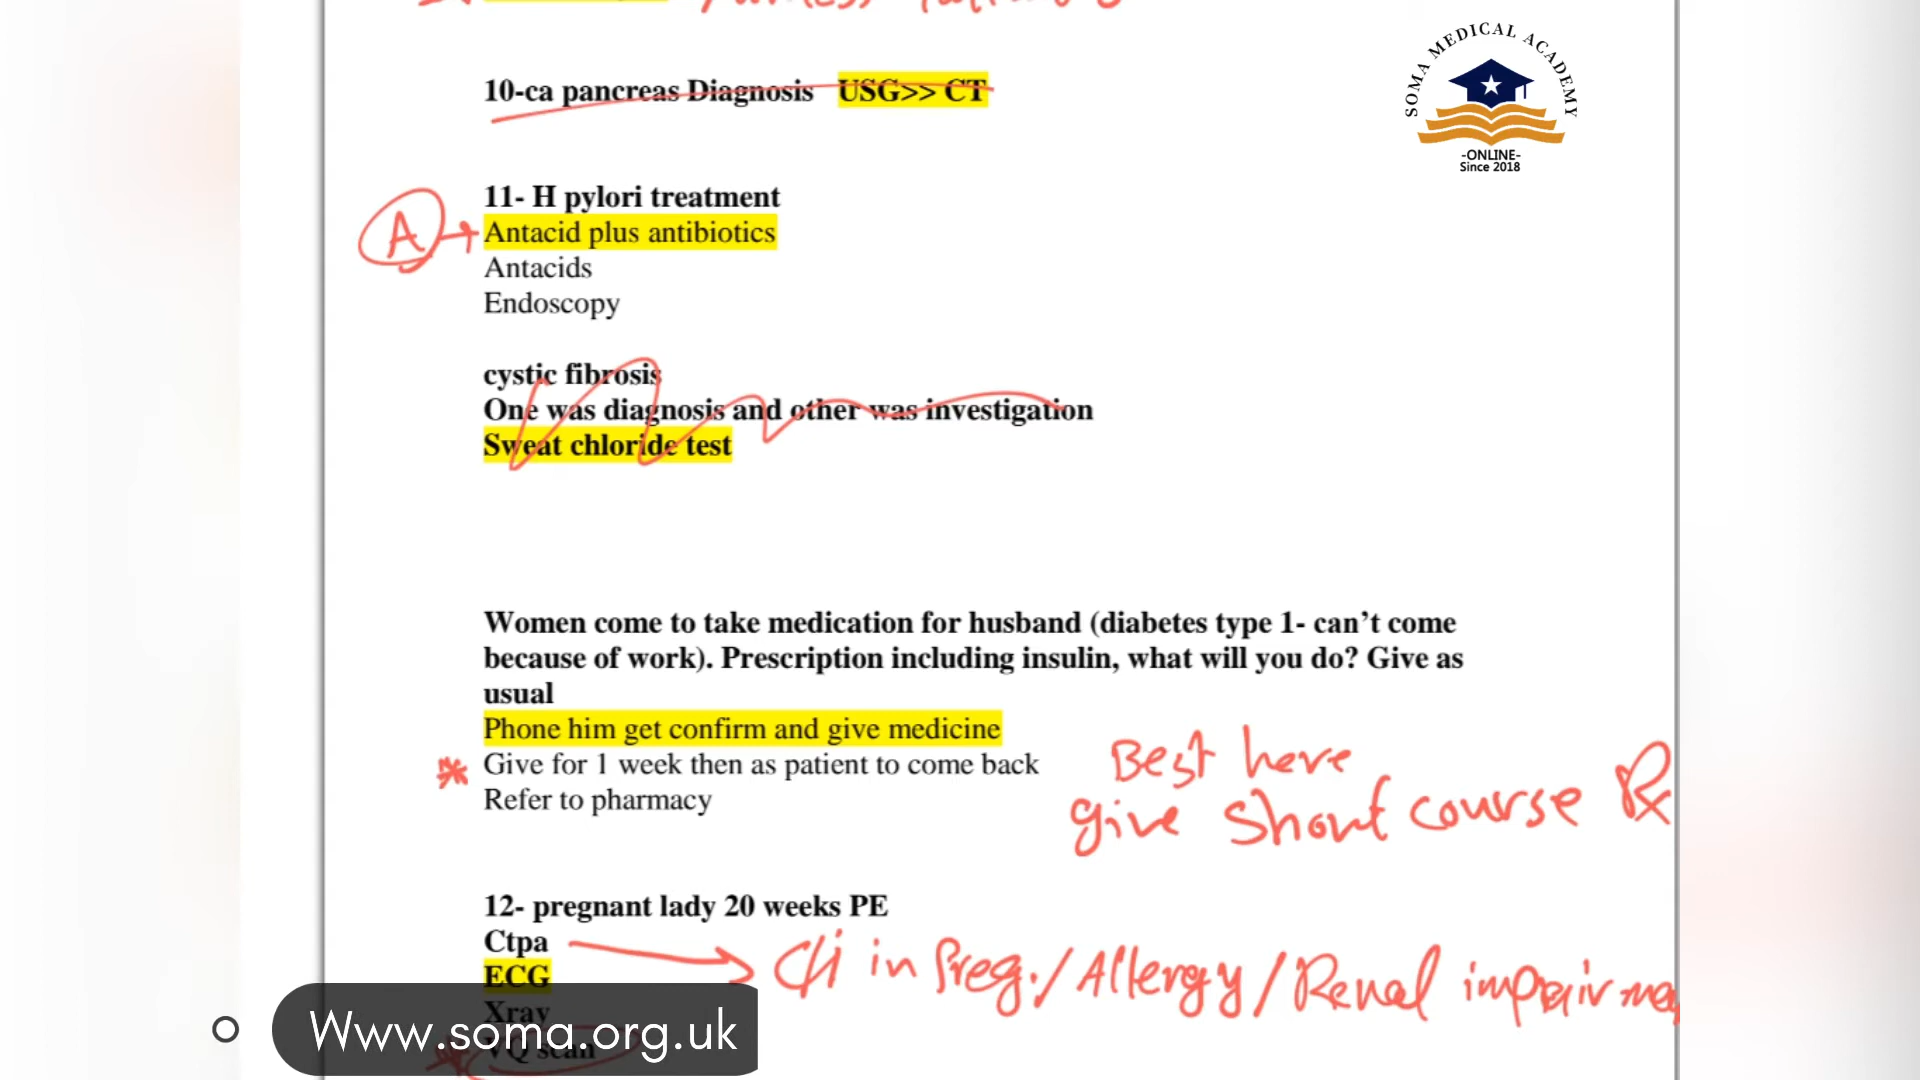 SOMA MEDICAL ACADEMY
-ONLINE-
Since 2018
10-ca pancreas Diagnosis USG>> CT
11- H pylori treatment
A
Antacid plus antibiotics
Antacids
Endoscopy
cystic fibrosis
One was diagnosis and other was investigation
Sweat chloride test
Women come to take medication for husband (diabetes type 1- can’t come
because of work). Prescription including insulin, what will you do? Give as
usual
Phone him get confirm and give medicine
Give for 1 week then as patient to come back
Refer to pharmacy
Best here
give short course Rx
12- pregnant lady 20 weeks PE
Ctpa
C/i in Preg./Allergy/Renal
ECG
Xray
VQ scan
Www.soma.org.uk